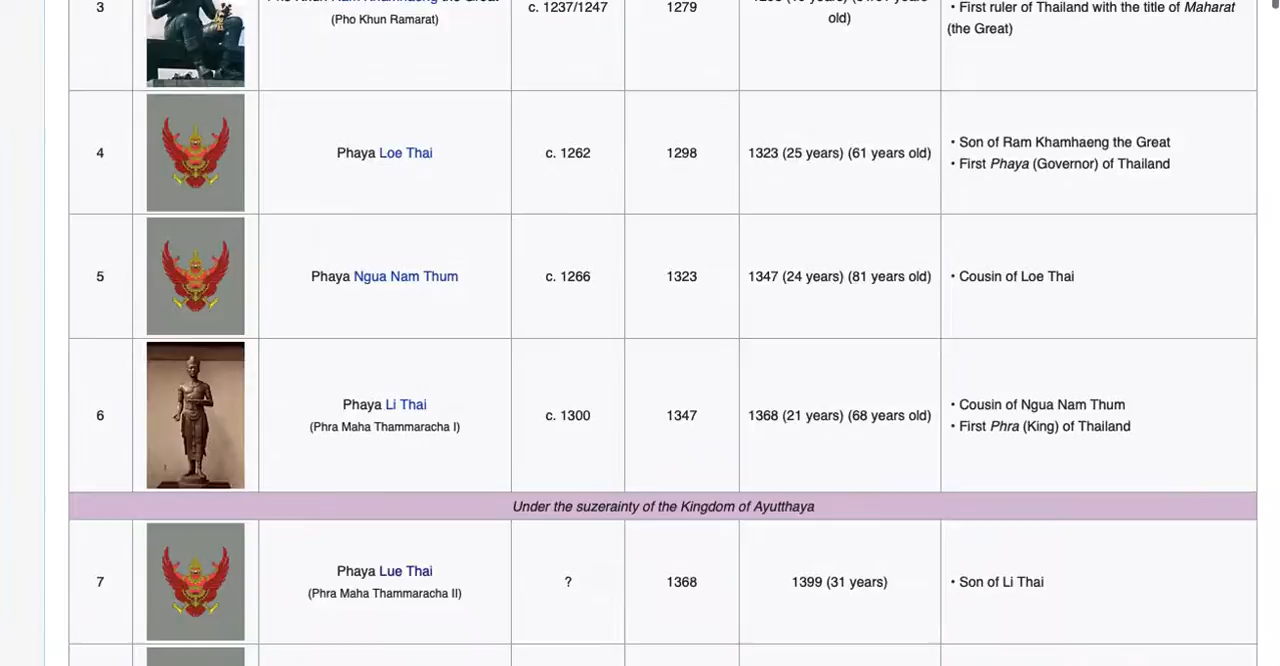 3
(Pho Khun Ramarat)
c. 1237/1247
1279
old)
• First ruler of Thailand with the title of Maharat
(the Great)
4
Phaya Loe Thai
c. 1262
1298
1323 (25 years) (61 years old)
• Son of Ram Khamhaeng the Great
• First Phaya (Governor) of Thailand
5
Phaya Ngua Nam Thum
c. 1266
1323
1347 (24 years) (81 years old)
• Cousin of Loe Thai
6
Phaya Li Thai
(Phra Maha Thammaracha I)
c. 1300
1347
1368 (21 years) (68 years old)
• Cousin of Ngua Nam Thum
• First Phra (King) of Thailand
Under the suzerainty of the Kingdom of Ayutthaya
7
Phaya Lue Thai
(Phra Maha Thammaracha II)
?
1368
1399 (31 years)
• Son of Li Thai